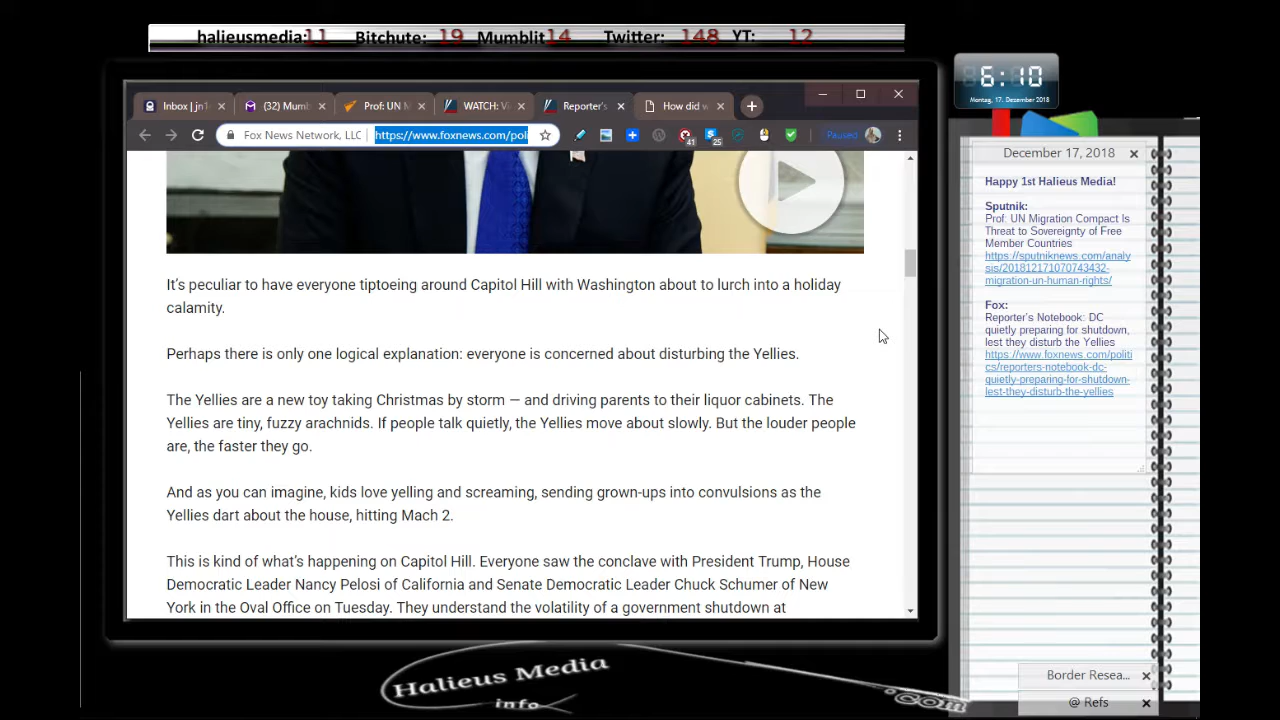 halieusmedia: 11 Bitchute: 19 Mumblit 14 Twitter: 148 YT: 12
6:10
Montag, 17. Dezember 2018
Inbox | jn1
(32) Mumb
Prof: UN M
WATCH: Vi
Reporter's
How did w
Fox News Network, LLC | https://www.foxnews.com/poli
41
25
Paused
It's peculiar to have everyone tiptoeing around Capitol Hill with Washington about to lurch into a holiday
calamity.
Perhaps there is only one logical explanation: everyone is concerned about disturbing the Yellies.
The Yellies are a new toy taking Christmas by storm — and driving parents to their liquor cabinets. The
Yellies are tiny, fuzzy arachnids. If people talk quietly, the Yellies move about slowly. But the louder people
are, the faster they go.
And as you can imagine, kids love yelling and screaming, sending grown-ups into convulsions as the
Yellies dart about the house, hitting Mach 2.
This is kind of what's happening on Capitol Hill. Everyone saw the conclave with President Trump, House
Democratic Leader Nancy Pelosi of California and Senate Democratic Leader Chuck Schumer of New
York in the Oval Office on Tuesday. They understand the volatility of a government shutdown at
December 17, 2018
Happy 1st Halieus Media!
Sputnik:
Prof: UN Migration Compact Is
Threat to Sovereignty of Free
Member Countries
https://sputniknews.com/analy
sis/201812171070743432-
migration-un-human-rights/
Fox:
Reporter's Notebook: DC
quietly preparing for shutdown,
lest they disturb the Yellies
https://www.foxnews.com/politi
cs/reporters-notebook-dc-
quietly-preparing-for-shutdown-
lest-they-disturb-the-yellies
Border Resea...
@ Refs
Halieus Media
info
.com